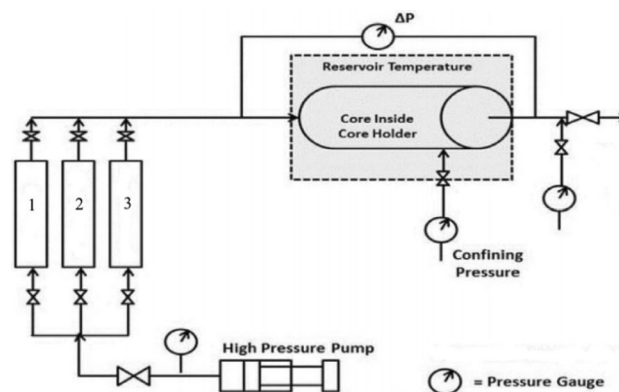 ΔP
Reservoir Temperature
Core Inside
Core Holder
1 2 3
Confining
Pressure
High Pressure Pump
= Pressure Gauge